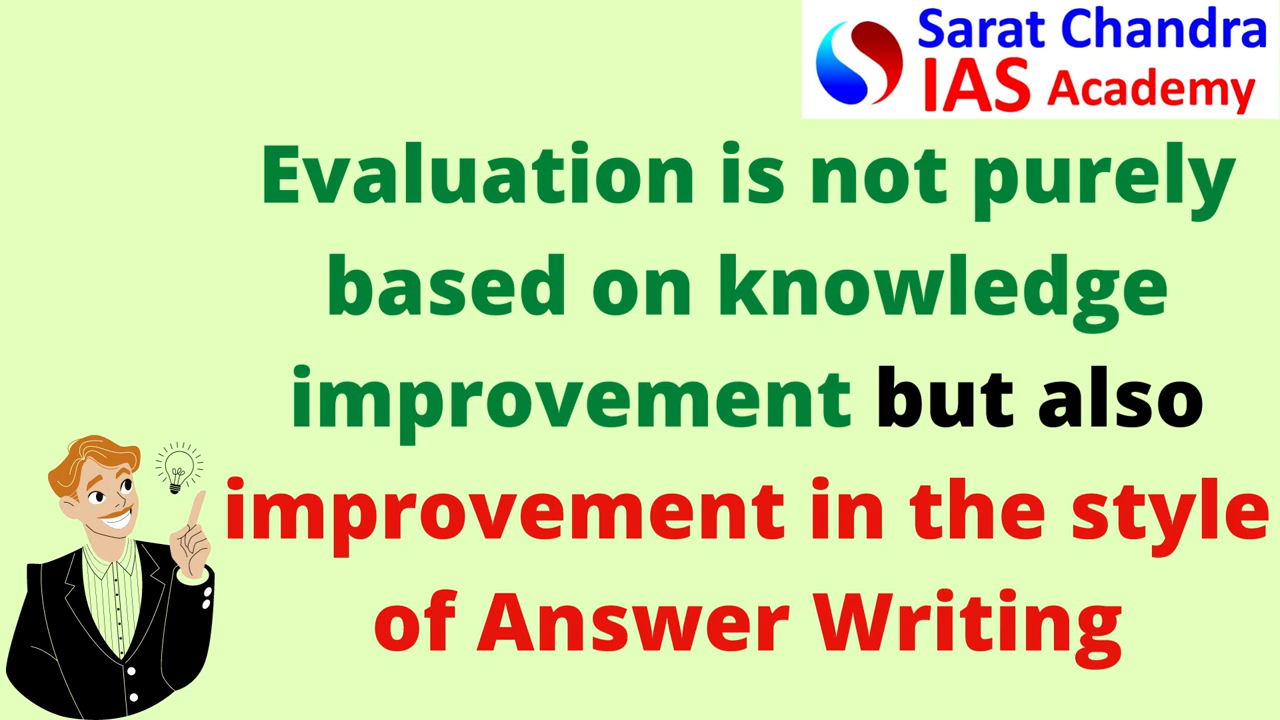 Sarat Chandra
IAS Academy
Evaluation is not purely
based on knowledge
improvement but also
improvement in the style
of Answer Writing